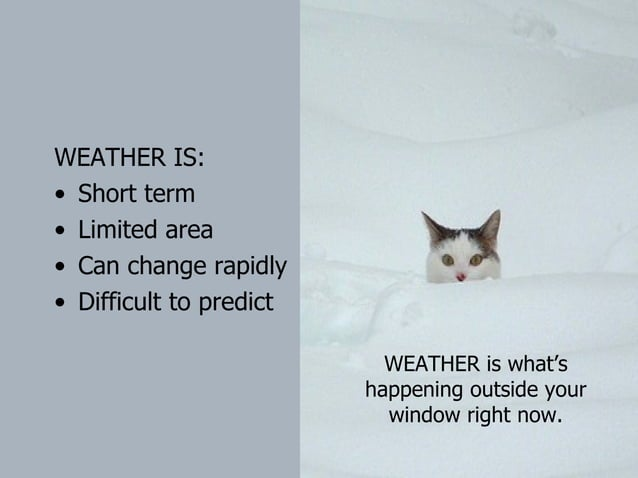 WEATHER IS:
• Short term
• Limited area
• Can change rapidly
• Difficult to predict
WEATHER is what’s
happening outside your
window right now.